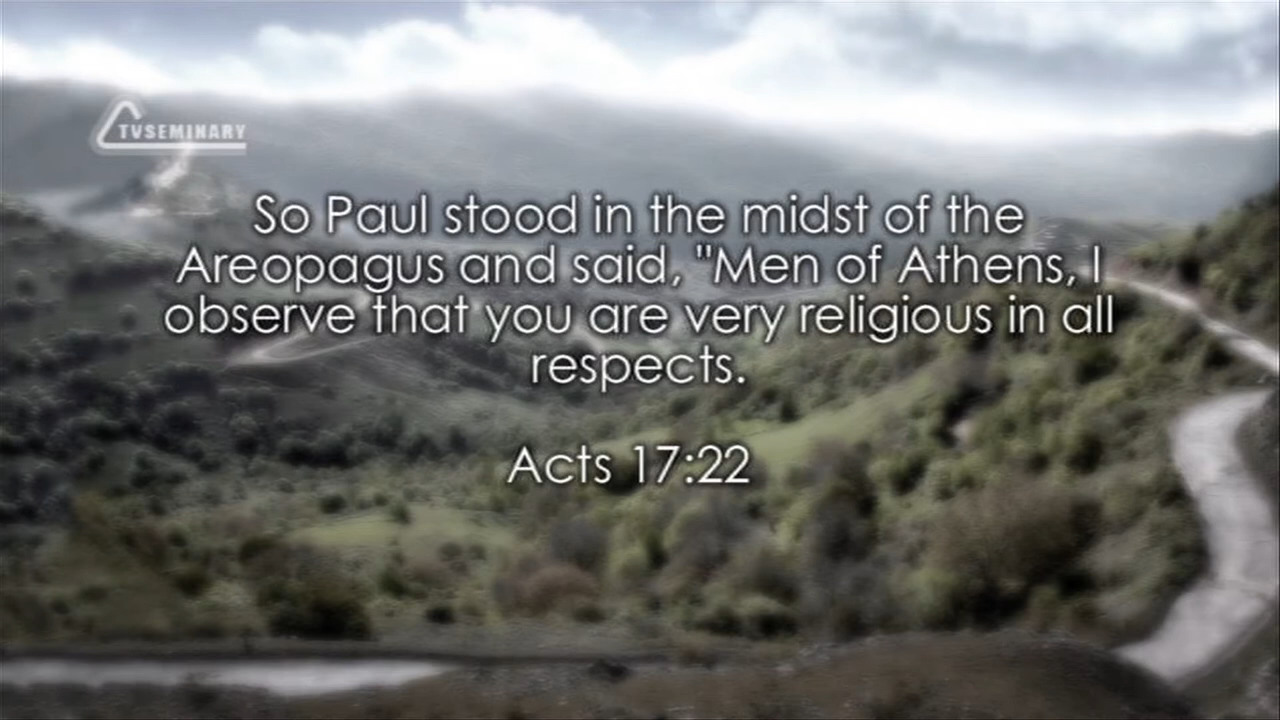 TVSEMINARY
So Paul stood in the midst of the
Areopagus and said, "Men of Athens, I
observe that you are very religious in all
respects.
Acts 17:22